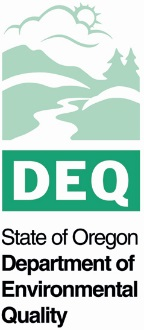 DEQ
State of Oregon
Department of
Environmental
Quality